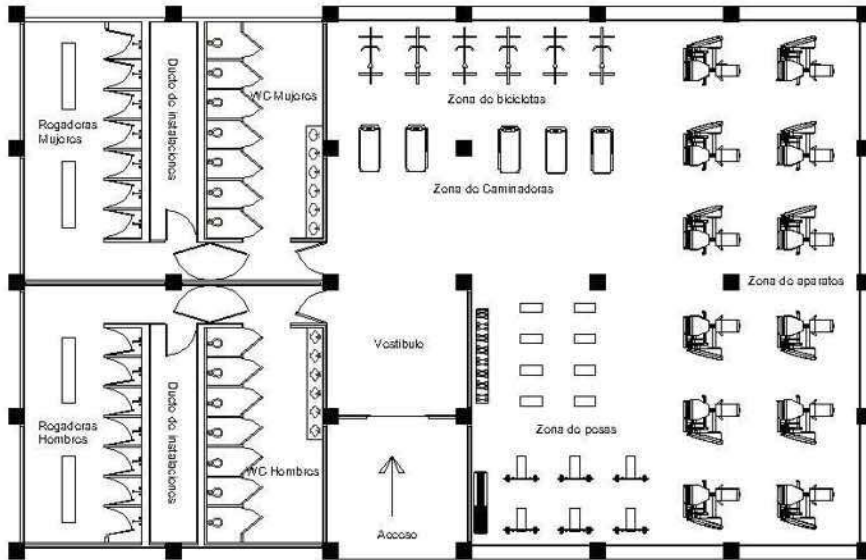 Regaderas
Mujeres
Ducto de instalaciones
WC Mujeres
Zona de bicicletas
Zona de Caminadoras
Zona de aparatos
Vestibulo
Regaderas
Hombres
Ducto de instalaciones
WC Hombres
Zona de pesas
Acceso